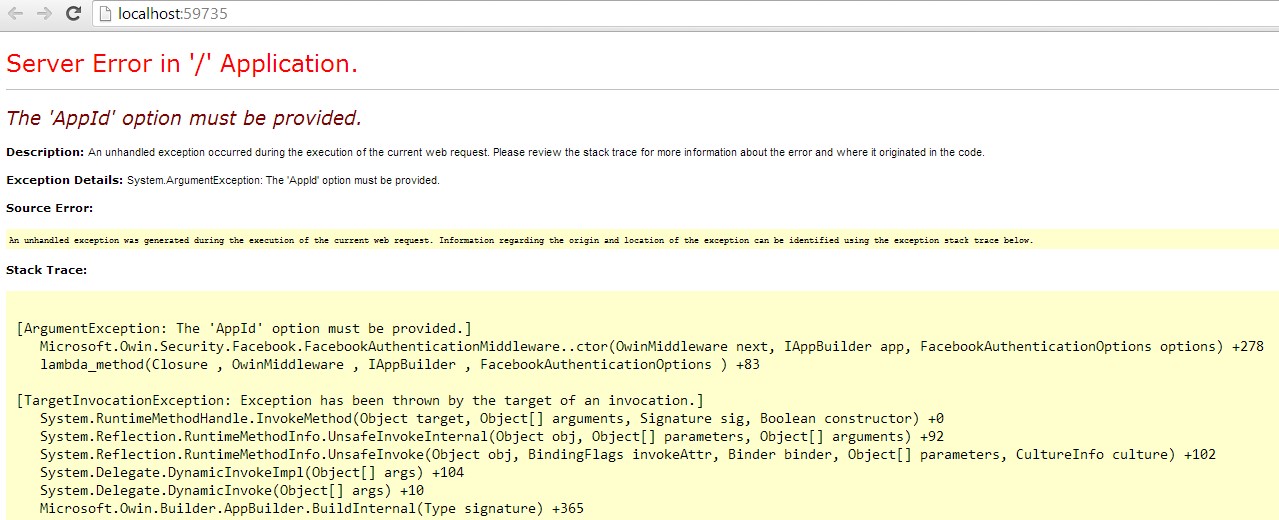 localhost:59735
Server Error in '/' Application.
The 'AppId' option must be provided.
Description: An unhandled exception occurred during the execution of the current web request. Please review the stack trace for more information about the error and where it originated in the code.
Exception Details: System.ArgumentException: The 'AppId' option must be provided.
Source Error:
An unhandled exception was generated during the execution of the current web request. Information regarding the origin and location of the exception can be identified using the exception stack trace below.
Stack Trace:
[ArgumentException: The 'AppId' option must be provided.]
Microsoft.Owin.Security.Facebook.FacebookAuthenticationMiddleware..ctor(OwinMiddleware next, IAppBuilder app, FacebookAuthenticationOptions options) +278
lambda_method(Closure , OwinMiddleware , IAppBuilder , FacebookAuthenticationOptions ) +83
[TargetInvocationException: Exception has been thrown by the target of an invocation.]
System.RuntimeMethodHandle.InvokeMethod(Object target, Object[] arguments, Signature sig, Boolean constructor) +0
System.Reflection.RuntimeMethodInfo.UnsafeInvokeInternal(Object obj, Object[] parameters, Object[] arguments) +92
System.Reflection.RuntimeMethodInfo.UnsafeInvoke(Object obj, BindingFlags invokeAttr, Binder binder, Object[] parameters, CultureInfo culture) +102
System.Delegate.DynamicInvokeImpl(Object[] args) +104
System.Delegate.DynamicInvoke(Object[] args) +10
Microsoft.Owin.Builder.AppBuilder.BuildInternal(Type signature) +365